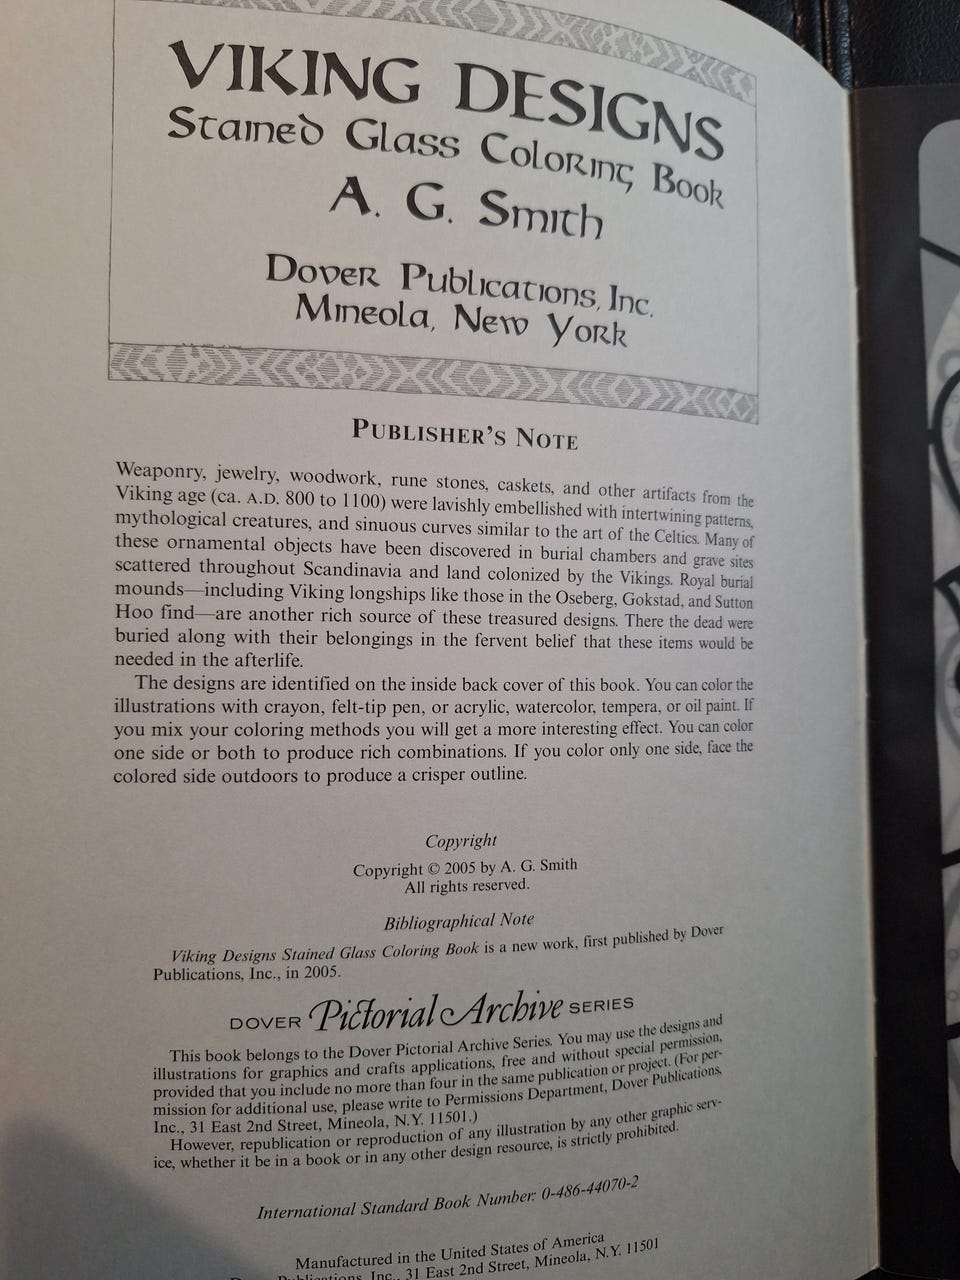 VIKING DESIGNS
Stained Glass Coloring Book
A. G. Smith
Dover Publications, Inc.
Mineola, New York
PUBLISHER'S NOTE
Weaponry, jewelry, woodwork, rune stones, caskets, and other artifacts from the
Viking age (ca. A.D. 800 to 1100) were lavishly embellished with intertwining patterns,
mythological creatures, and sinuous curves similar to the art of the Celtics. Many of
these ornamental objects have been discovered in burial chambers and grave sites
scattered throughout Scandinavia and land colonized by the Vikings. Royal burial
mounds—including Viking longships like those in the Oseberg, Gokstad, and Sutton
Hoo find—are another rich source of these treasured designs. There the dead were
buried along with their belongings in the fervent belief that these items would be
needed in the afterlife.
The designs are identified on the inside back cover of this book. You can color the
illustrations with crayon, felt-tip pen, or acrylic, watercolor, tempera, or oil paint. If
you mix your coloring methods you will get a more interesting effect. You can color
one side or both to produce rich combinations. If you color only one side, face the
colored side outdoors to produce a crisper outline.
Copyright
Copyright © 2005 by A. G. Smith
All rights reserved.
Bibliographical Note
Viking Designs Stained Glass Coloring Book is a new work, first published by Dover
Publications, Inc., in 2005.
DOVER Pictorial Archive SERIES
This book belongs to the Dover Pictorial Archive Series. You may use the designs and
illustrations for graphics and crafts applications, free and without special permission,
provided that you include no more than four in the same publication or project. (For per-
mission for additional use, please write to Permissions Department, Dover Publications,
Inc., 31 East 2nd Street, Mineola, N.Y. 11501.)
However, republication or reproduction of any illustration by any other graphic serv-
ice, whether it be in a book or in any other design resource, is strictly prohibited.
International Standard Book Number: 0-486-44070-2
Manufactured in the United States of America
Dover Publications, Inc., 31 East 2nd Street, Mineola, N.Y. 11501